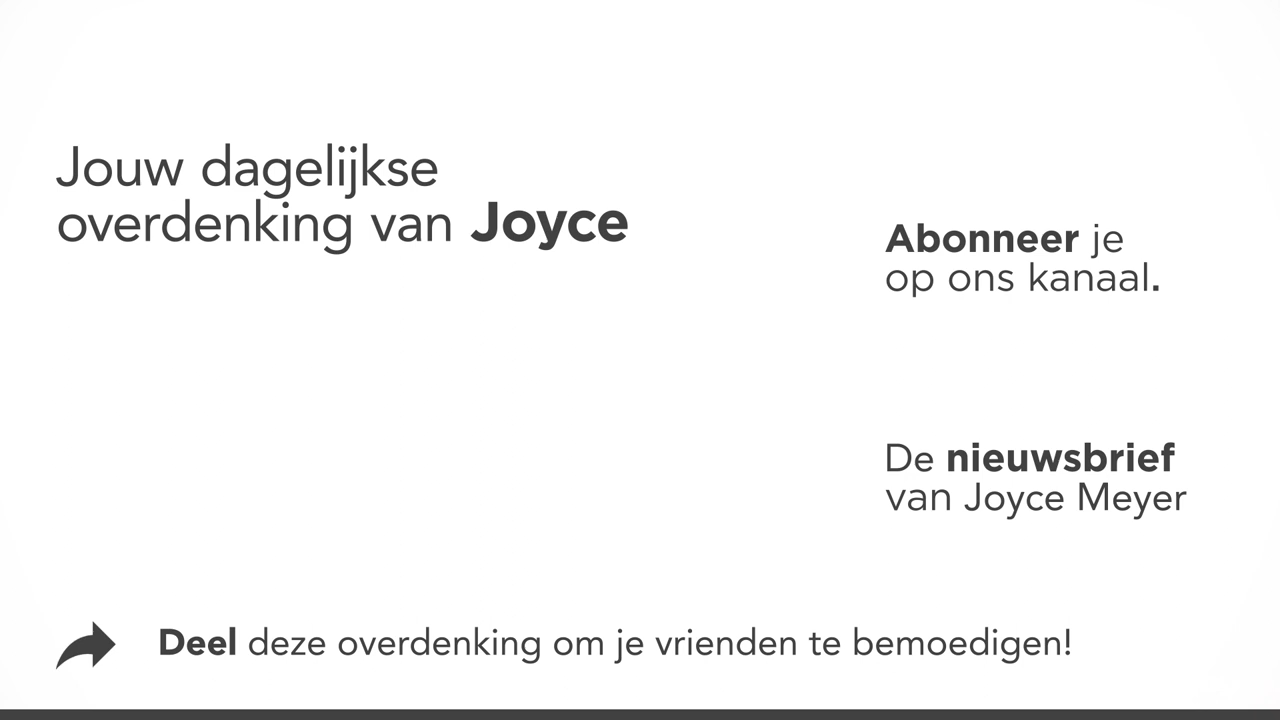 Jouw dagelijkse
overdenking van Joyce
Abonneer je
op ons kanaal.
De nieuwsbrief
van Joyce Meyer
Deel deze overdenking om je vrienden te bemoedigen!